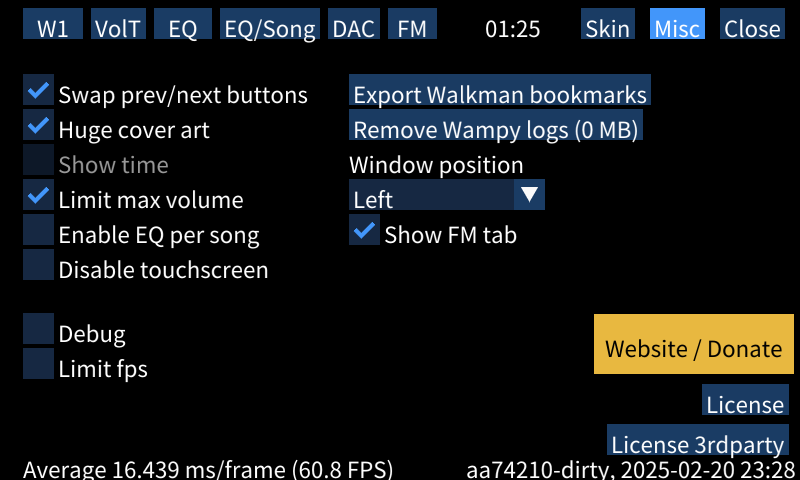 W1 VolT EQ EQ/Song DAC FM 01:25 Skin Misc Close
Swap prev/next buttons Export Walkman bookmarks
Huge cover art Remove Wampy logs (0 MB)
Show time Window position
Limit max volume Left
Enable EQ per song Show FM tab
Disable touchscreen
Debug
Website / Donate
Limit fps
License
License 3rdparty
Average 16.439 ms/frame (60.8 FPS) aa74210-dirty, 2025-02-20 23:28